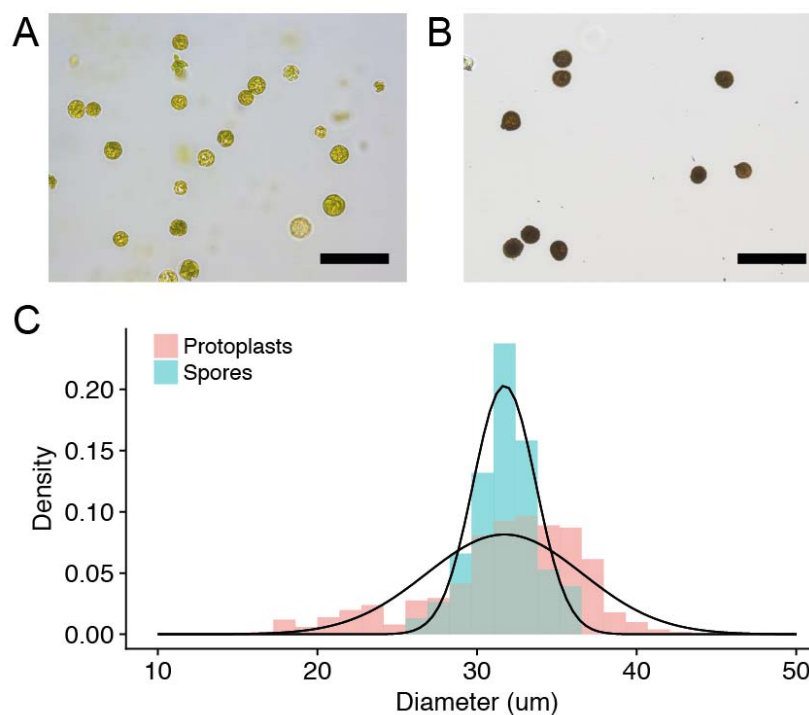 A
B
C
Protoplasts
Spores
Density
0.20
0.15
0.10
0.05
0.00
10 20 30 40 50
Diameter (um)